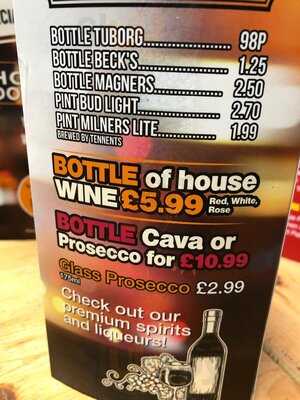 BOTTLE TUBORG.................. 98P
BOTTLE BECK'S.................. 1.25
BOTTLE MAGNERS............... 2.50
PINT BUD LIGHT.................. 2.70
PINT MILNERS LITE............... 1.99
BREWED BY TENNENTS
BOTTLE of house
WINE £5.99 Red, White,
Rose
BOTTLE Cava or
Prosecco for £10.99
Glass Prosecco £2.99
175ml
Check out our
premium spirits
and liqueurs!